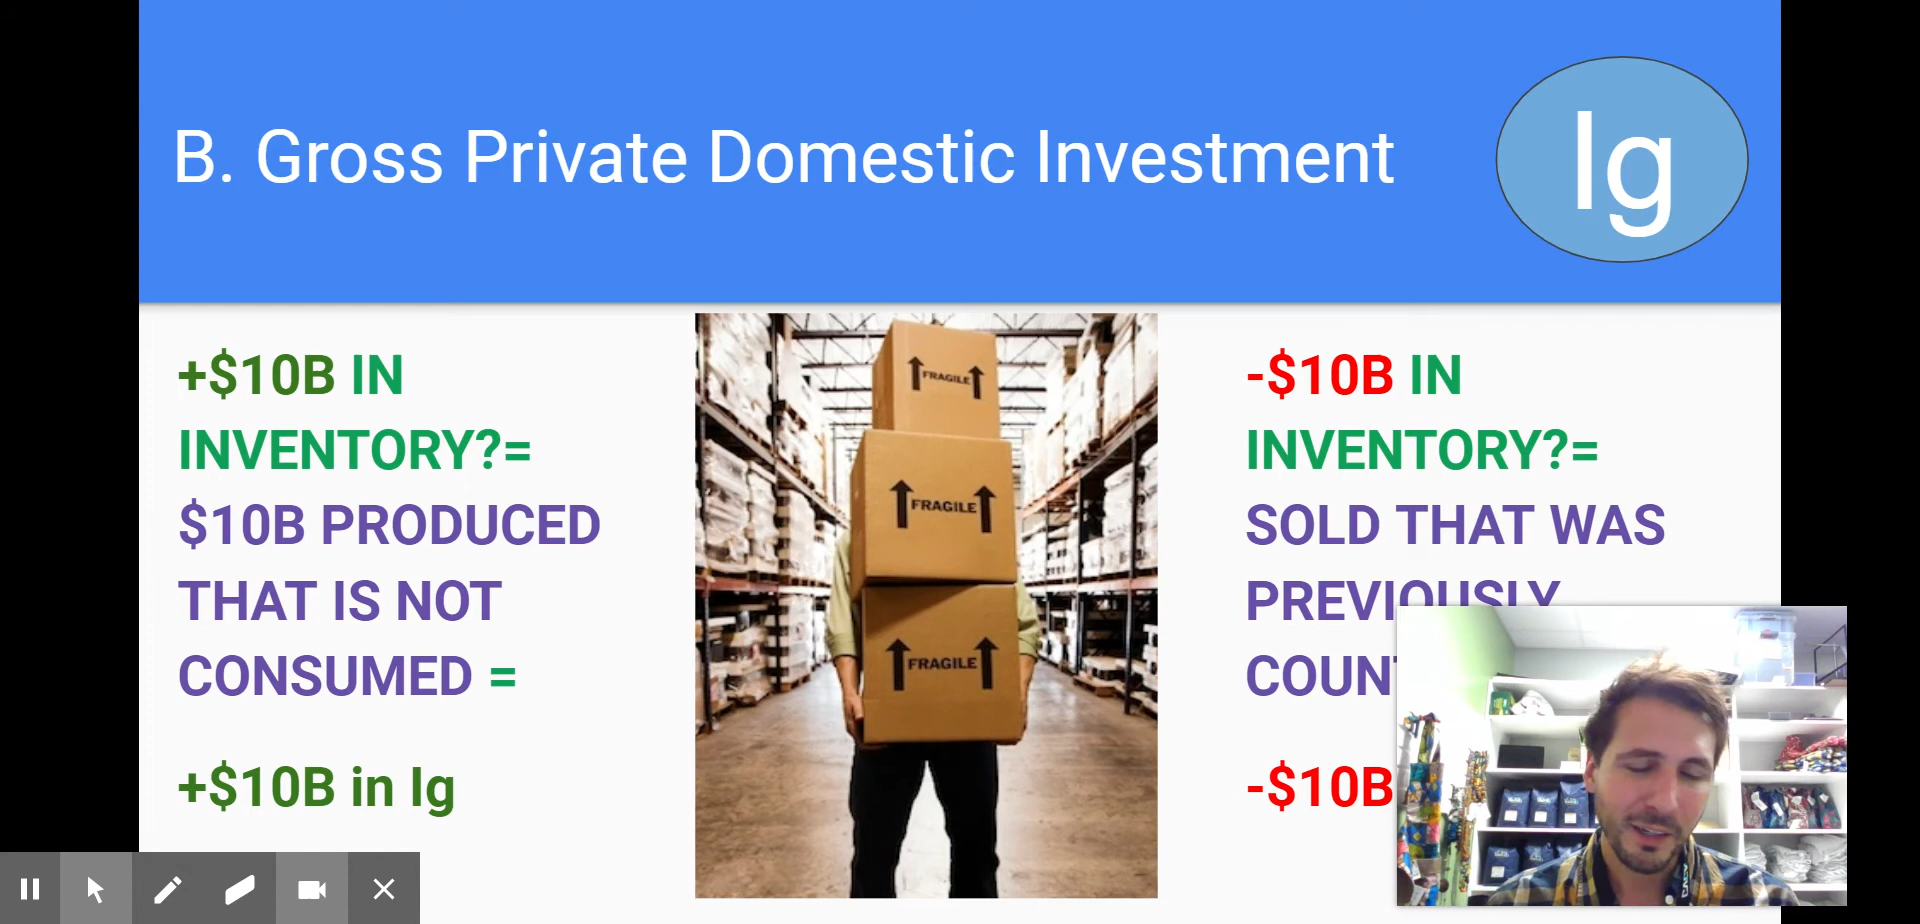 B. Gross Private Domestic Investment
Ig
+$10B IN
INVENTORY?=
$10B PRODUCED
THAT IS NOT
CONSUMED =
+$10B in Ig
FRAGILE
FRAGILE
FRAGILE
-$10B IN
INVENTORY?=
SOLD THAT WAS
PREVIOUSLY
-$10B